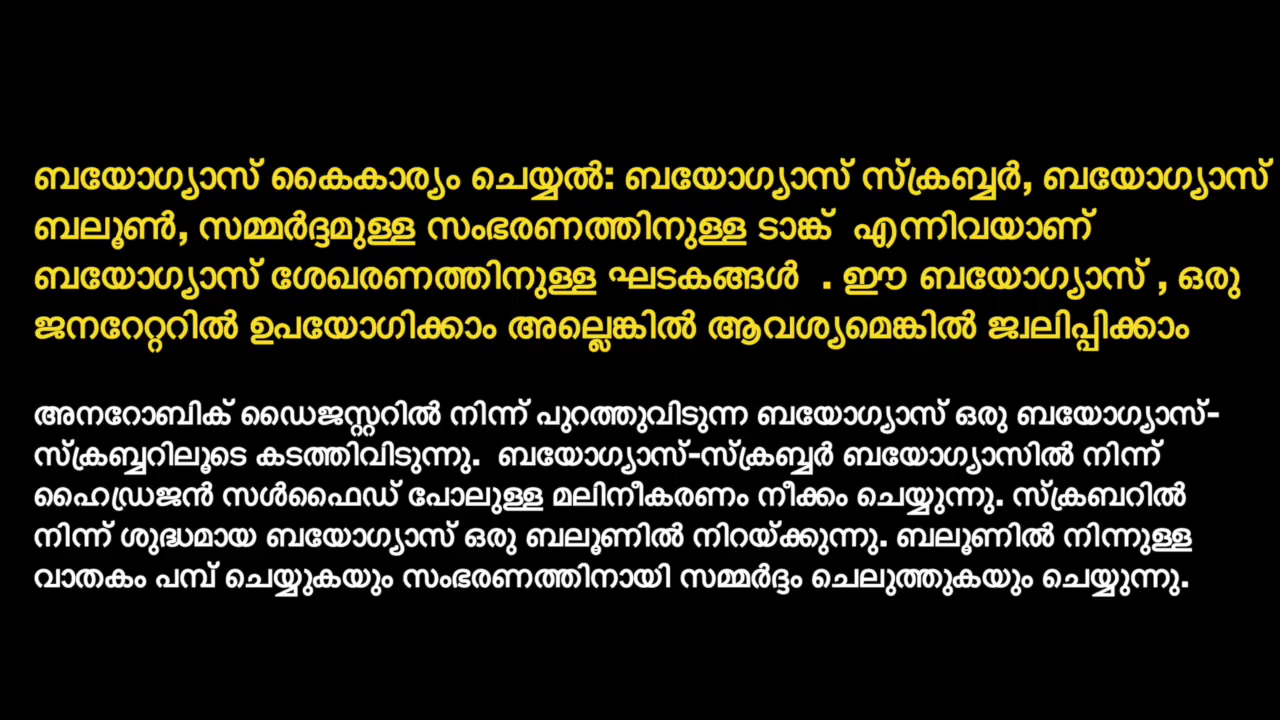 ബയോഗ്യാസ് കൈകാര്യം ചെയ്യൽ: ബയോഗ്യാസ് സ്ക്രബ്ബർ, ബയോഗ്യാസ്
ബലൂൺ, സമ്മർദ്ദമുള്ള സംഭരണത്തിനുള്ള ടാങ്ക് എന്നിവയാണ്
ബയോഗ്യാസ് ശേഖരണത്തിനുള്ള ഘടകങ്ങൾ . ഈ ബയോഗ്യാസ് , ഒരു
ജനറേറ്ററിൽ ഉപയോഗിക്കാം അല്ലെങ്കിൽ ആവശ്യമെങ്കിൽ ജ്വലിപ്പിക്കാം
അനറോബിക് ഡൈജസ്റ്ററിൽ നിന്ന് പുറത്തുവിടുന്ന ബയോഗ്യാസ് ഒരു ബയോഗ്യാസ്-
സ്ക്രബ്ബറിലൂടെ കടത്തിവിടുന്നു. ബയോഗ്യാസ്-സ്ക്രബ്ബർ ബയോഗ്യാസിൽ നിന്ന്
ഹൈഡ്രജൻ സൾഫൈഡ് പോലുള്ള മലിനീകരണം നീക്കം ചെയ്യുന്നു. സ്ക്രബറിൽ
നിന്ന് ശുദ്ധമായ ബയോഗ്യാസ് ഒരു ബലൂണിൽ നിറയ്ക്കുന്നു. ബലൂണിൽ നിന്നുള്ള
വാതകം പമ്പ് ചെയ്യുകയും സംഭരണത്തിനായി സമ്മർദ്ദം ചെലുത്തുകയും ചെയ്യുന്നു.